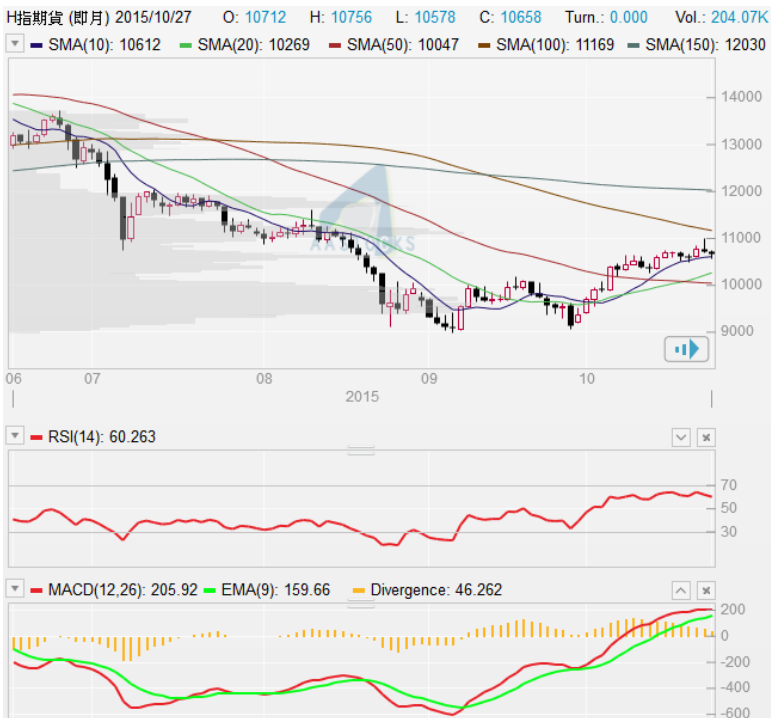 H指期貨 (即月) 2015/10/27 O: 10712 H: 10756 L: 10578 C: 10658 Turn.: 0.000 Vol.: 204.07K
SMA(10): 10612 SMA(20): 10269 SMA(50): 10047 SMA(100): 11169 SMA(150): 12030
14000
13000
12000
11000
10000
9000
AASTOCKS
06 07 08 09 10
2015
RSI(14): 60.263
70
50
30
MACD(12,26): 205.92 EMA(9): 159.66 Divergence: 46.262
200
0
-200
-400
-600